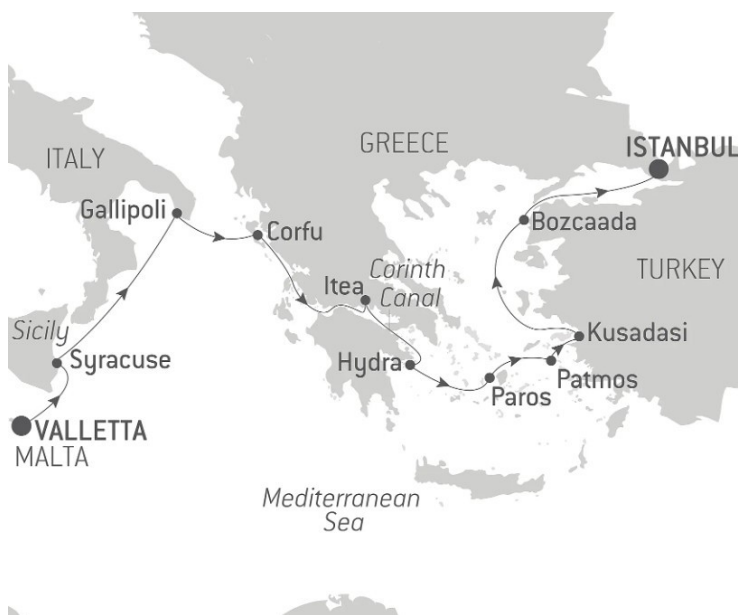 ITALY
GREECE
ISTANBUL
Gallipoli
Corfu
Bozcaada
Itea
Corinth
Canal
TURKEY
Sicily
Syracuse
Kusadasi
Hydra
Paros
Patmos
VALLETTA
MALTA
Mediterranean
Sea